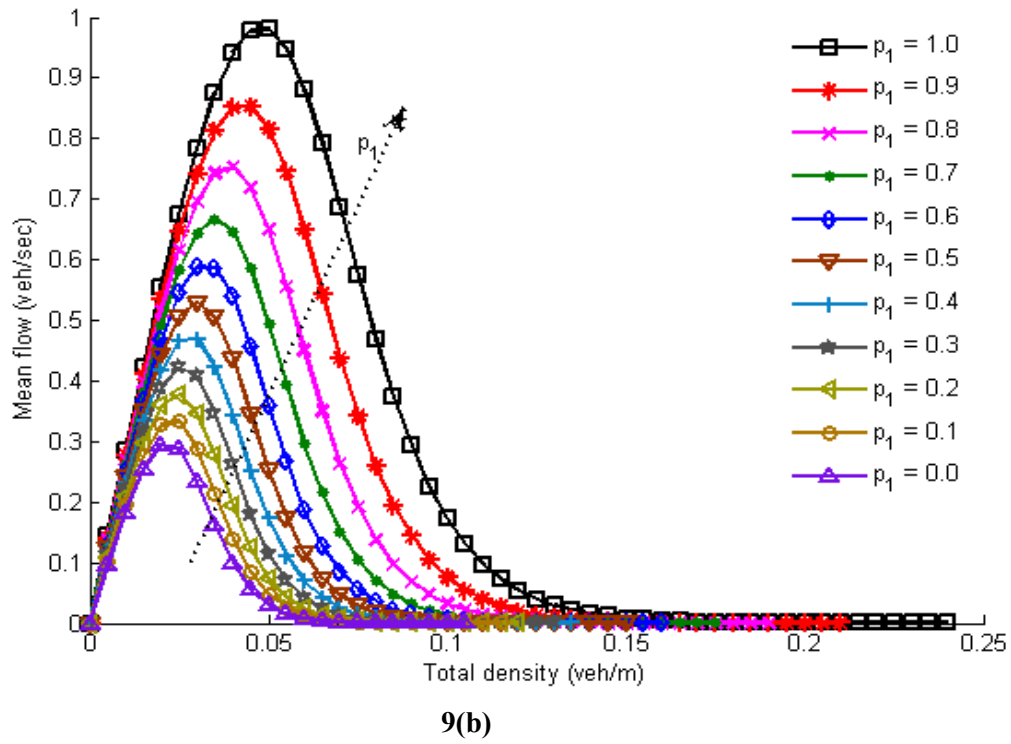 1
0.9
0.8
0.7
0.6
0.5
0.4
0.3
0.2
0.1
0
Mean flow (veh/sec)
p1
p1 = 1.0
p1 = 0.9
p1 = 0.8
p1 = 0.7
p1 = 0.6
p1 = 0.5
p1 = 0.4
p1 = 0.3
p1 = 0.2
p1 = 0.1
p1 = 0.0
0 0.05 0.1 0.15 0.2 0.25
Total density (veh/m)
9(b)